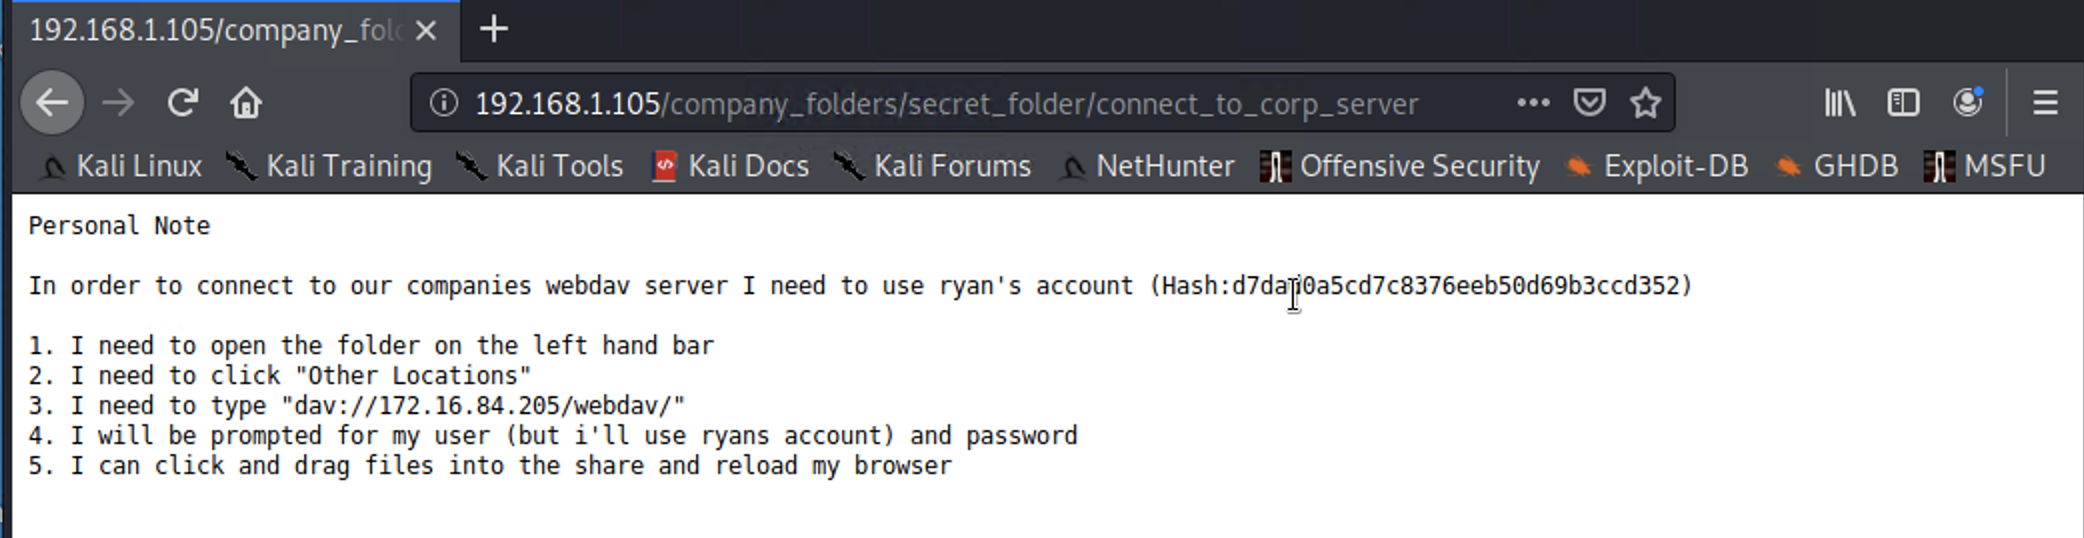 192.168.1.105/company_fol
192.168.1.105/company_folders/secret_folder/connect_to_corp_server
Kali Linux Kali Training Kali Tools Kali Docs Kali Forums NetHunter Offensive Security Exploit-DB GHDB MSFU
Personal Note
In order to connect to our companies webdav server I need to use ryan's account (Hash:d7dad0a5cd7c8376eeb50d69b3ccd352)
1. I need to open the folder on the left hand bar
2. I need to click "Other Locations"
3. I need to type "dav://172.16.84.205/webdav/"
4. I will be prompted for my user (but i'll use ryans account) and password
5. I can click and drag files into the share and reload my browser